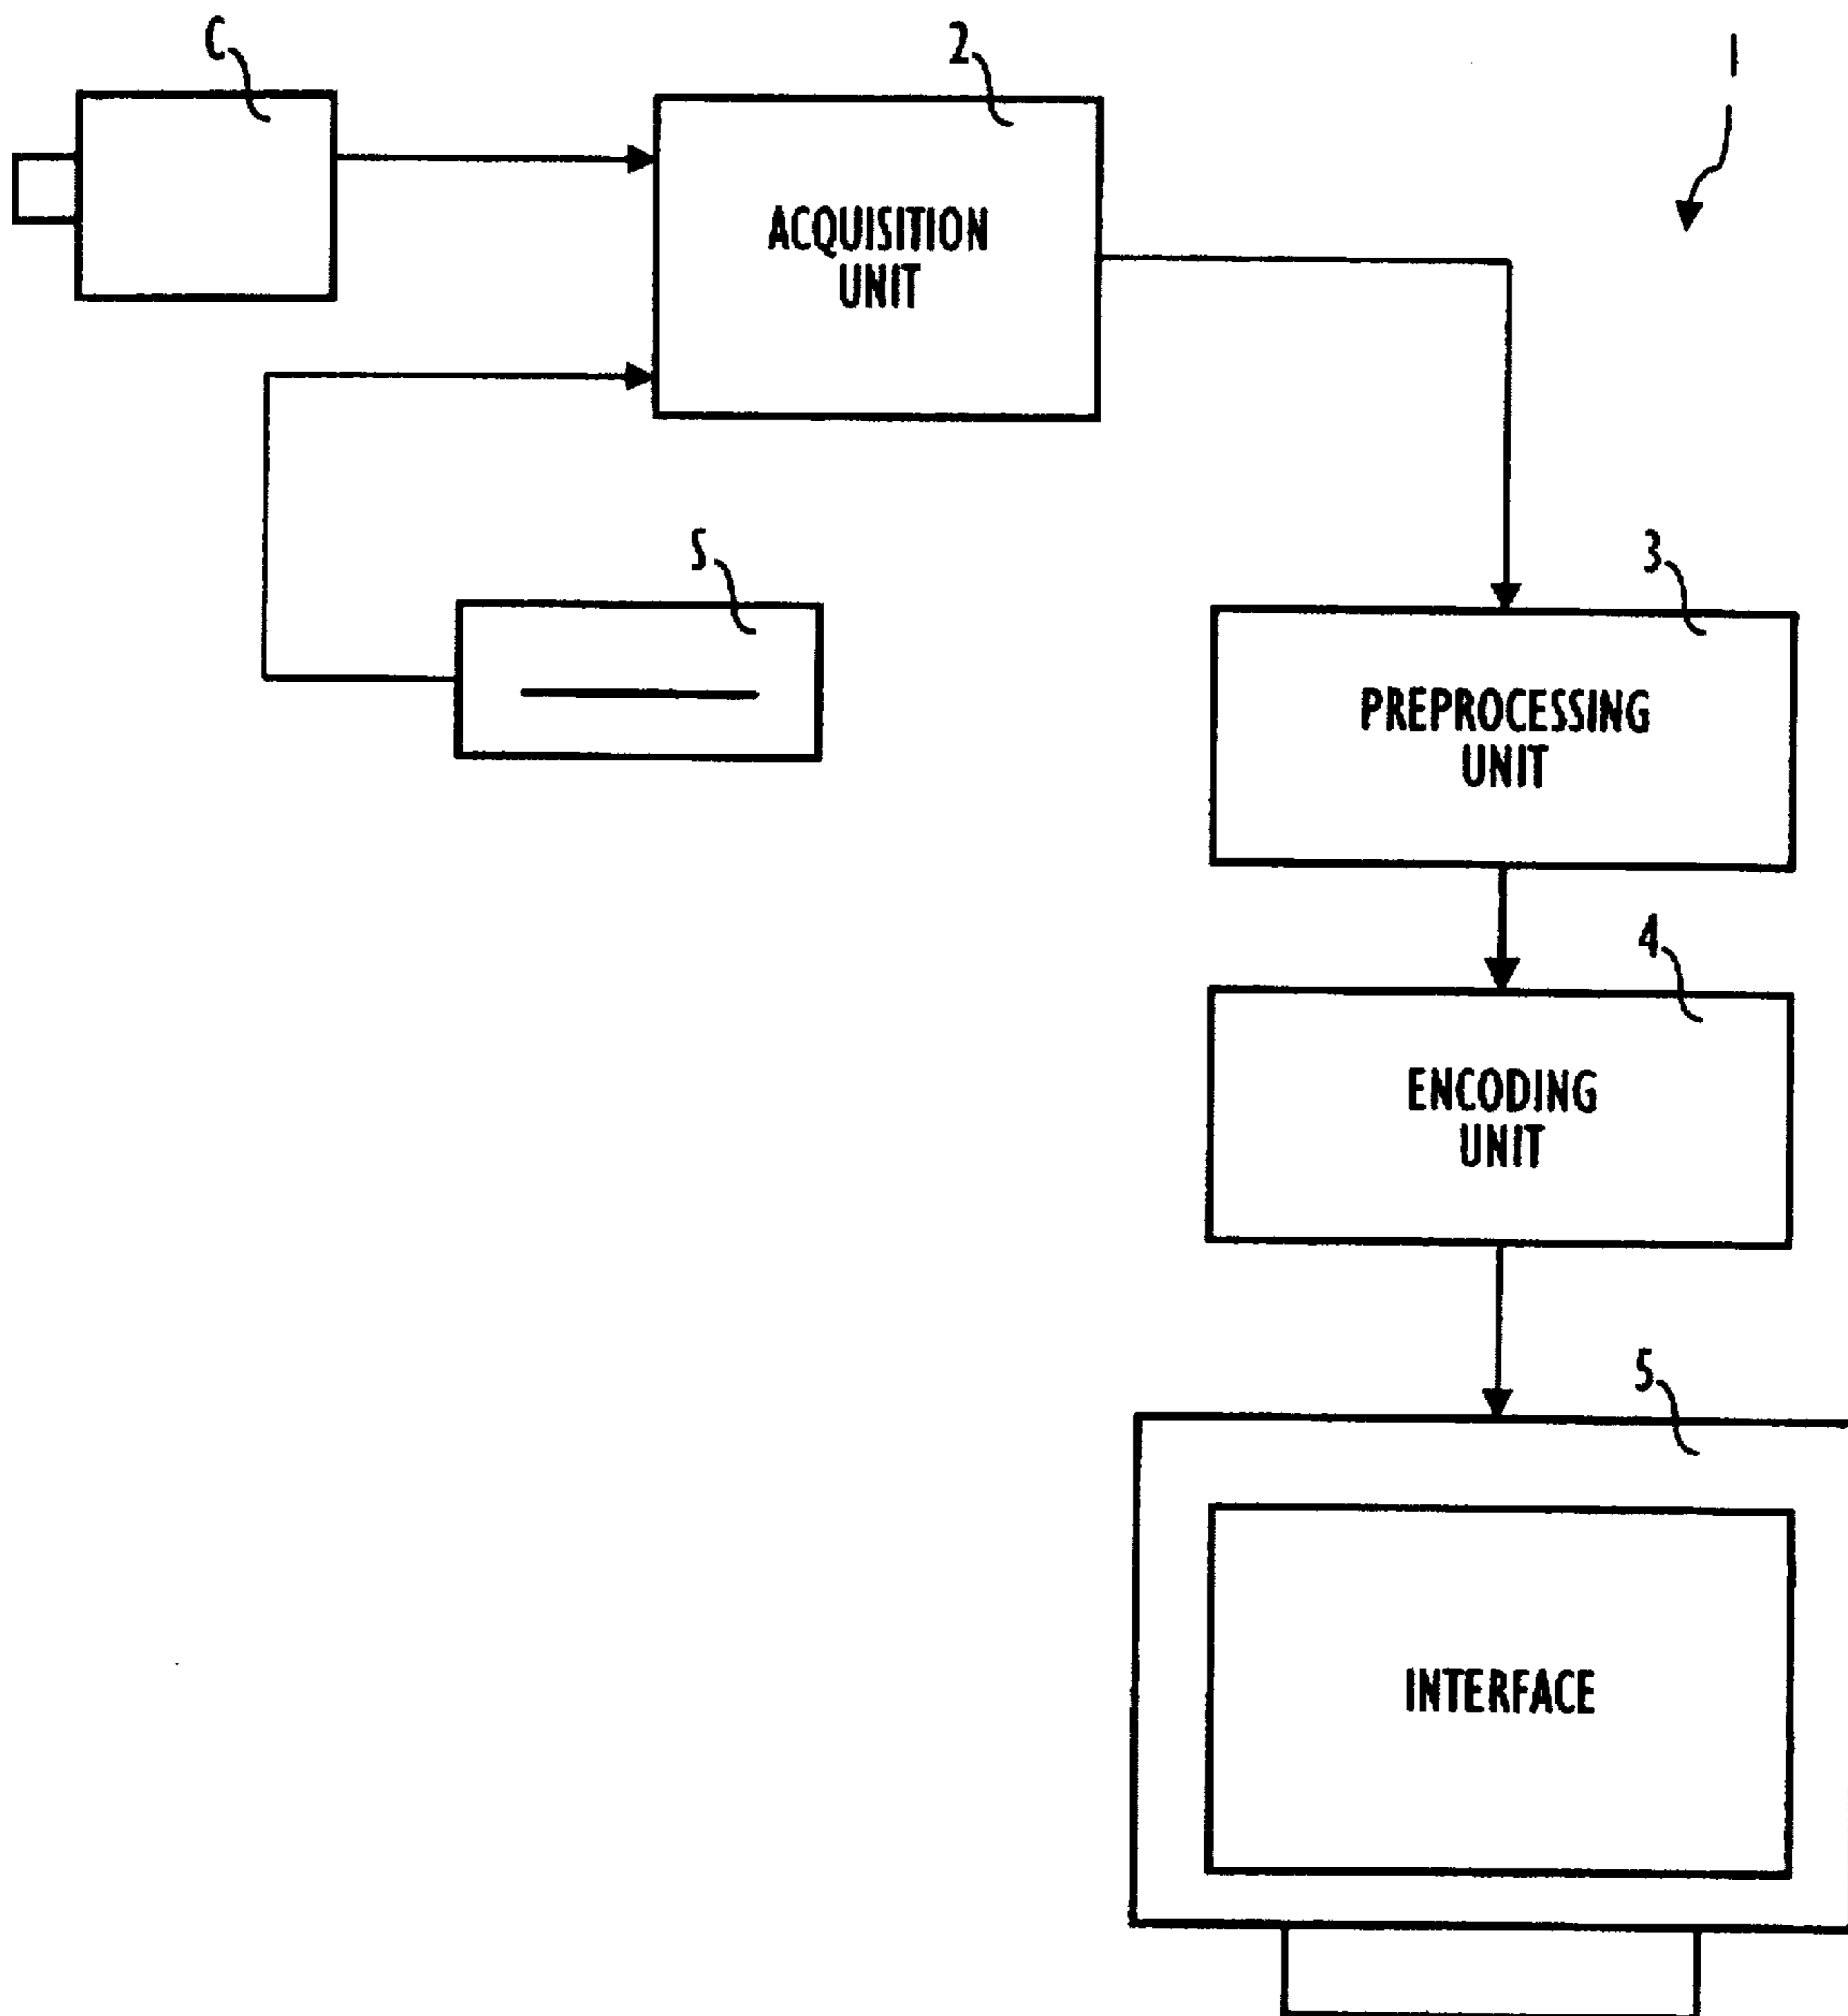 C
2
1
ACQUISITION
UNIT
S
3
PREPROCESSING
UNIT
4
ENCODING
UNIT
5
INTERFACE